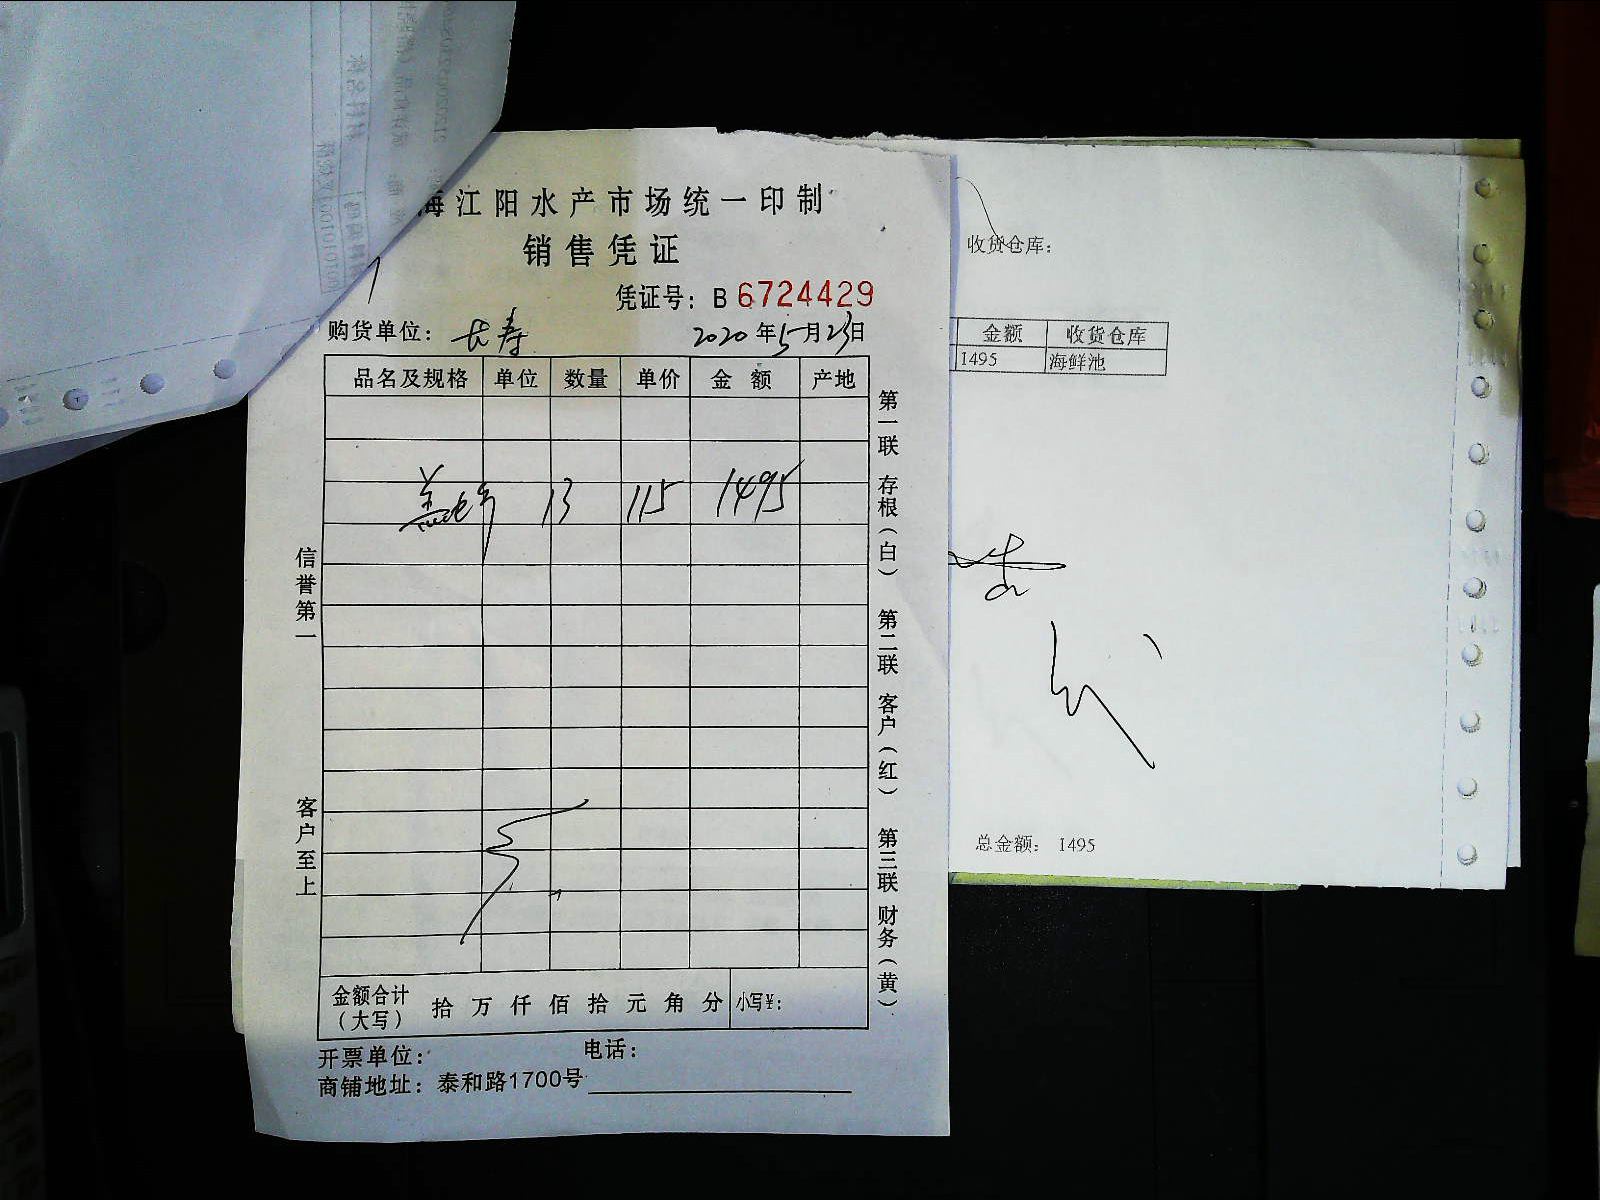 海江阳水产市场统一印制
销售凭证
凭证号：B 6724429
购货单位：长寿 2020年5月23日
品名及规格 单位 数量 单价 金额 产地
13 115 1495
金额合计（大写） 拾 万 仟 佰 拾 元 角 分 小写¥：
开票单位： 电话：
商铺地址：泰和路1700号
信誉第一
客户至上
第一联 存根（白） 第二联 客户（红） 第三联 财务（黄）
收货仓库：
金额 收货仓库
1495 海鲜池
总金额： 1495